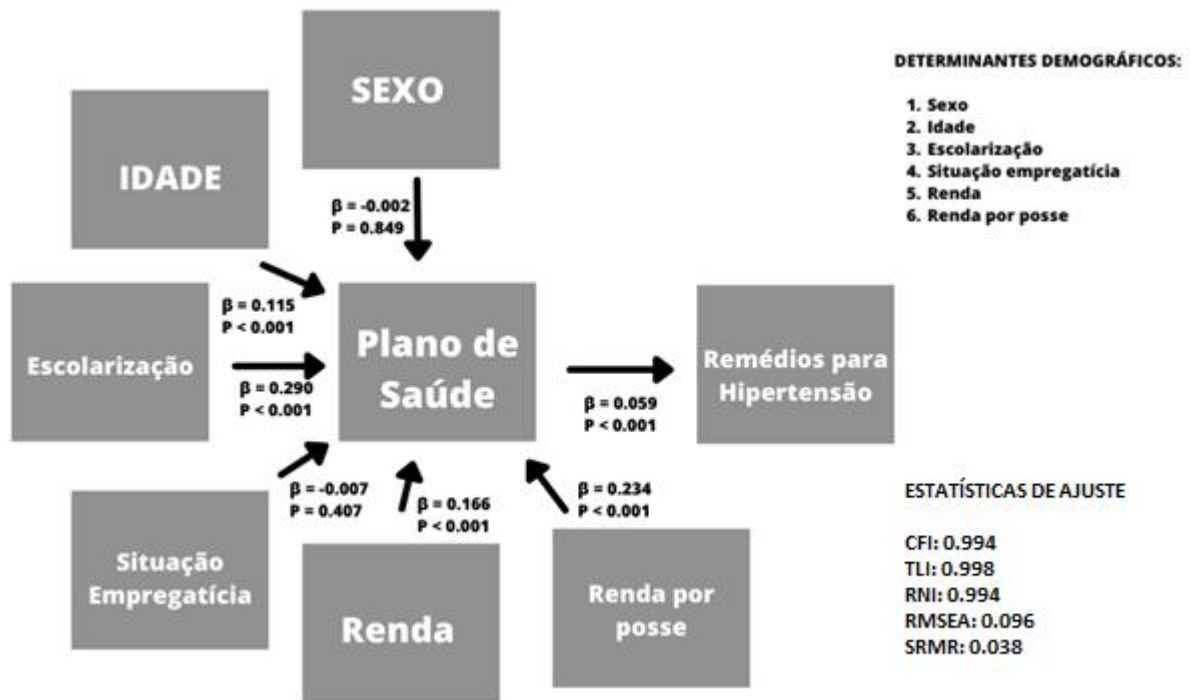 SEXO
IDADE
β = -0.002
P = 0.849
β = 0.115
P < 0.001
Escolarização
β = 0.290
P < 0.001
Plano de
Saúde
β = 0.059
P < 0.001
Remédios para
Hipertensão
β = -0.007
P = 0.407
β = 0.166
P < 0.001
β = 0.234
P < 0.001
Situação
Empregatícia
Renda
Renda por
posse
DETERMINANTES DEMOGRÁFICOS:
1. Sexo
2. Idade
3. Escolarização
4. Situação empregatícia
5. Renda
6. Renda por posse
ESTATÍSTICAS DE AJUSTE
CFI: 0.994
TLI: 0.998
RNI: 0.994
RMSEA: 0.096
SRMR: 0.038